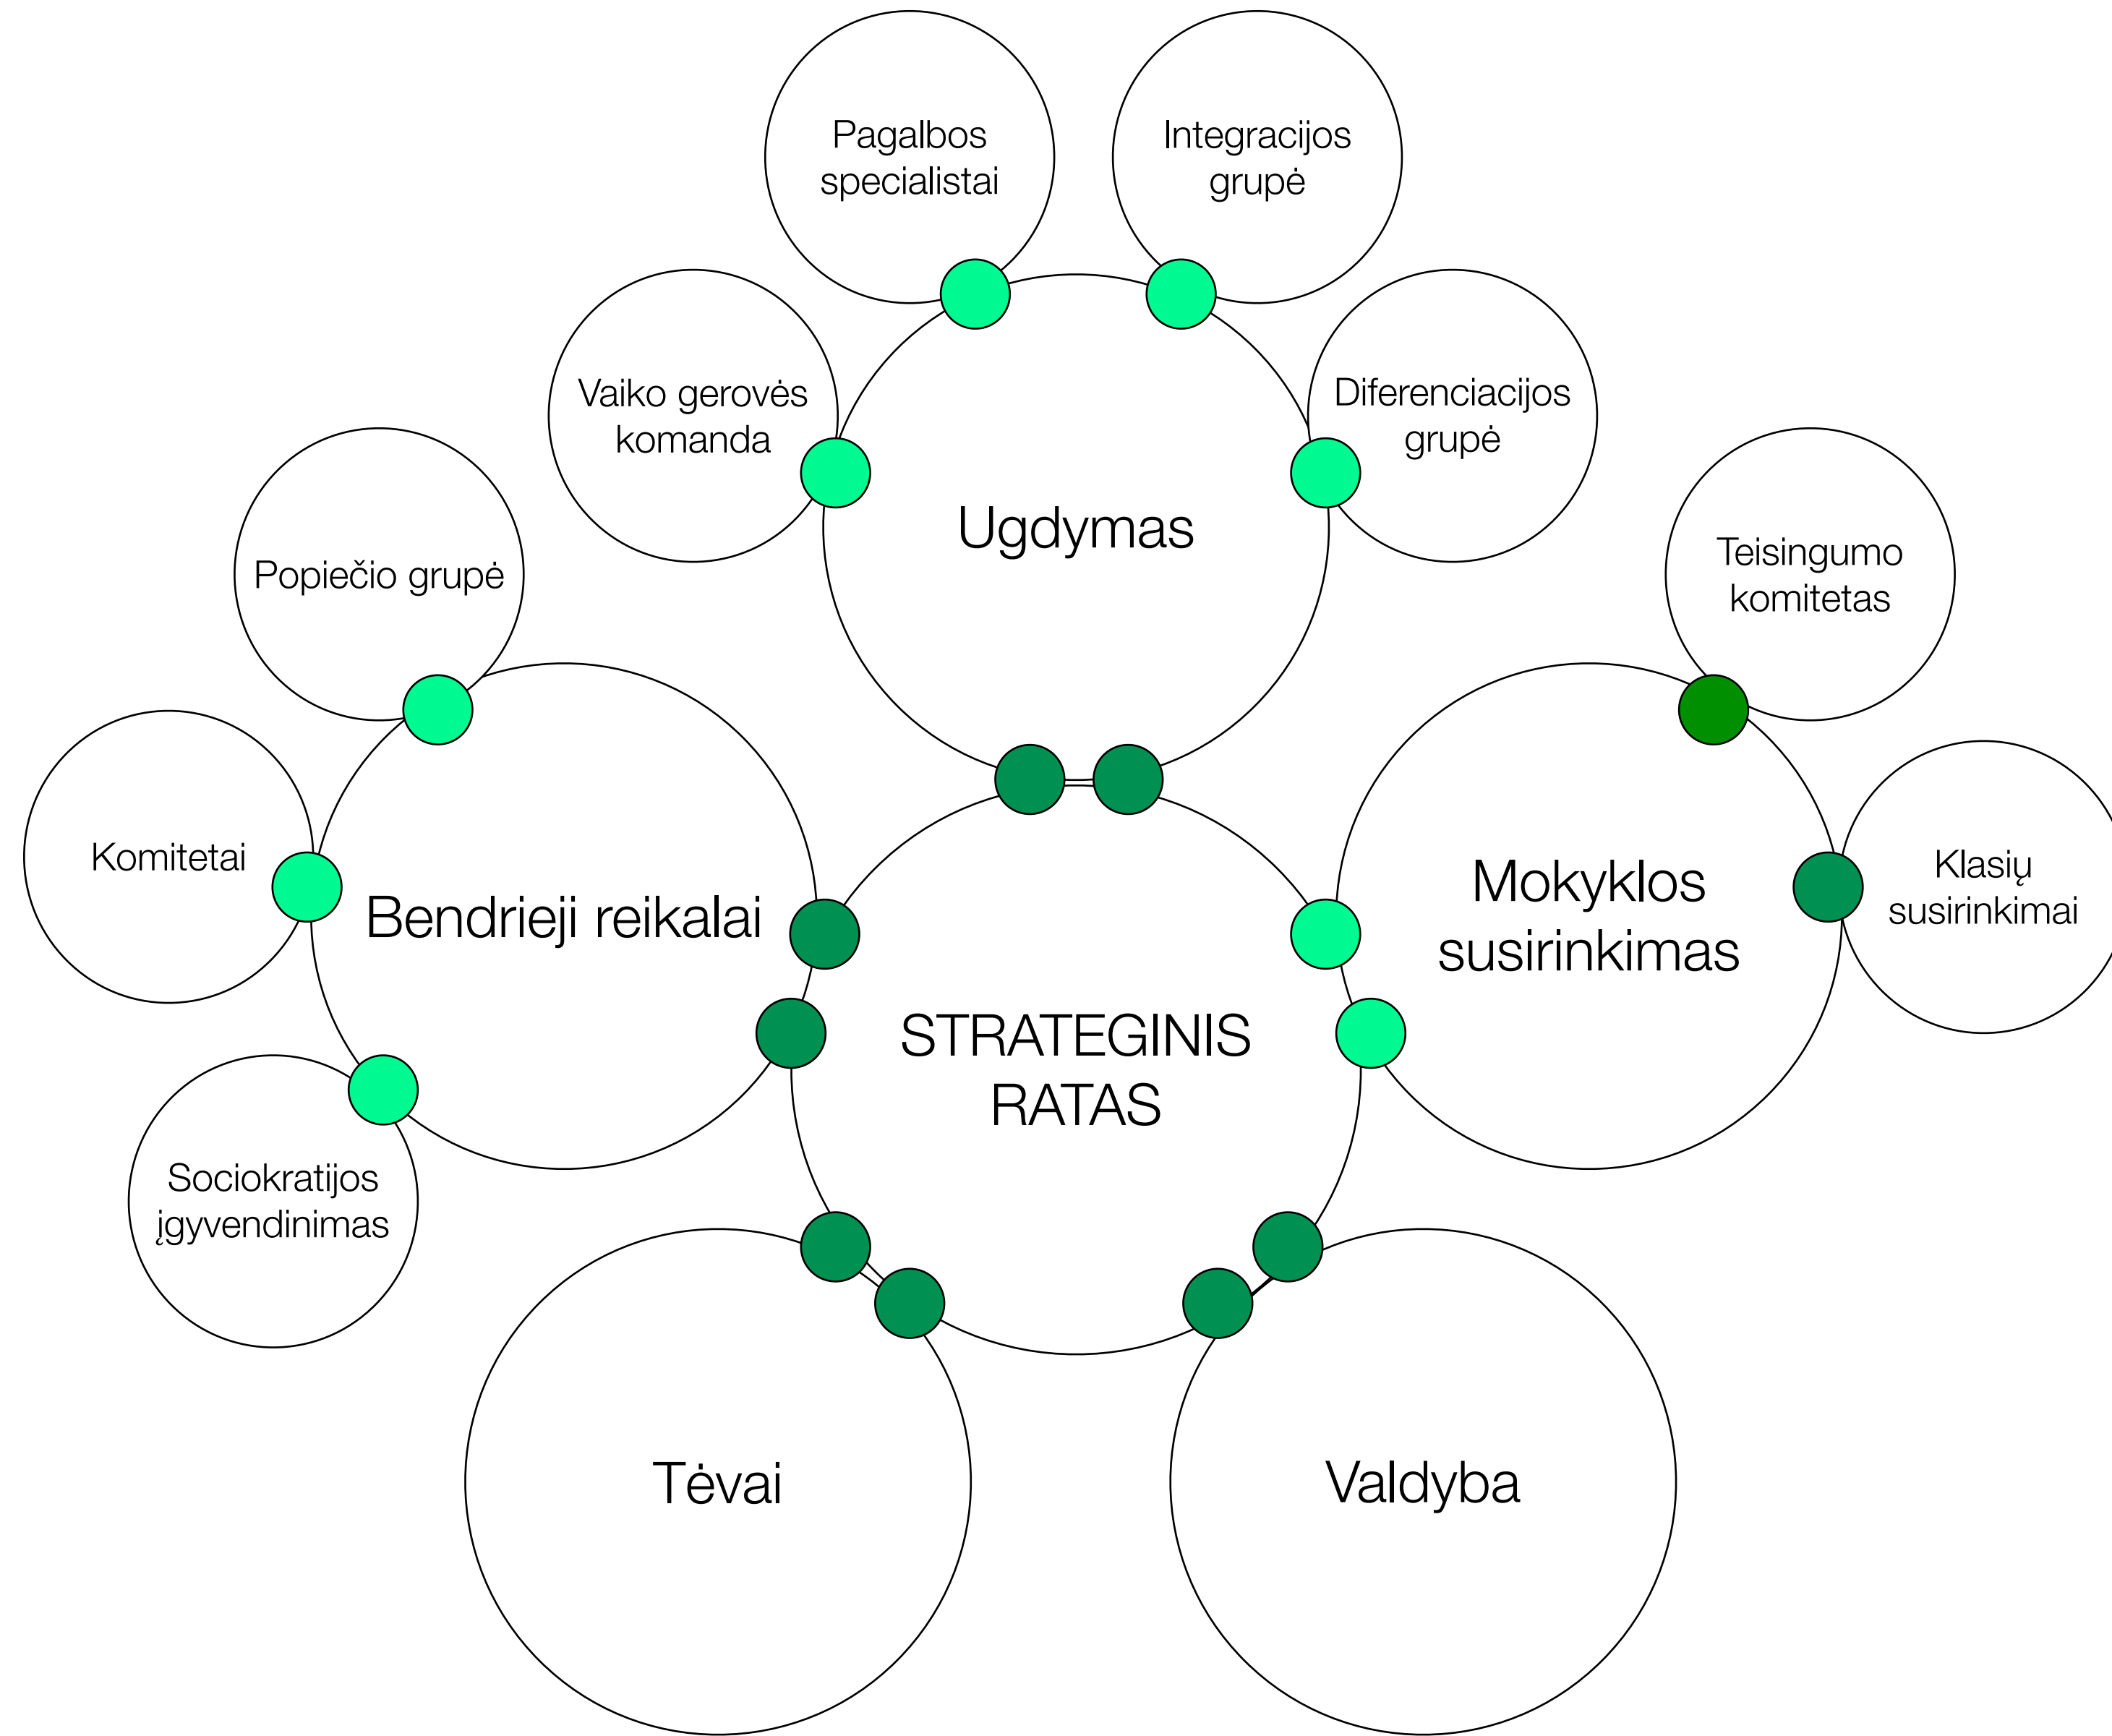 Pagalbos
specialistai
Integracijos
grupė
Vaiko gerovės
komanda
Diferenciacijos
grupė
Ugdymas
Popiečio grupė
Teisingumo
komitetas
Komitetai
Bendrieji reikalai
Mokyklos
susirinkimas
Klasių
susirinkimai
STRATEGINIS
RATAS
Sociokratijos
įgyvendinimas
Tėvai
Valdyba